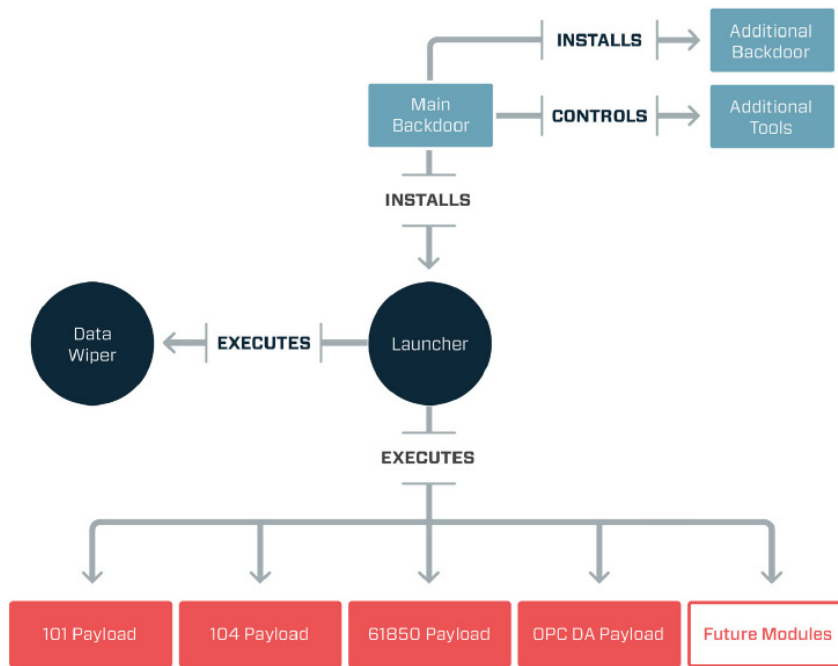 INSTALLS
Additional
Backdoor
Main
Backdoor
CONTROLS
Additional
Tools
INSTALLS
Data
Wiper
EXECUTES
Launcher
EXECUTES
101 Payload
104 Payload
61850 Payload
OPC DA Payload
Future Modules